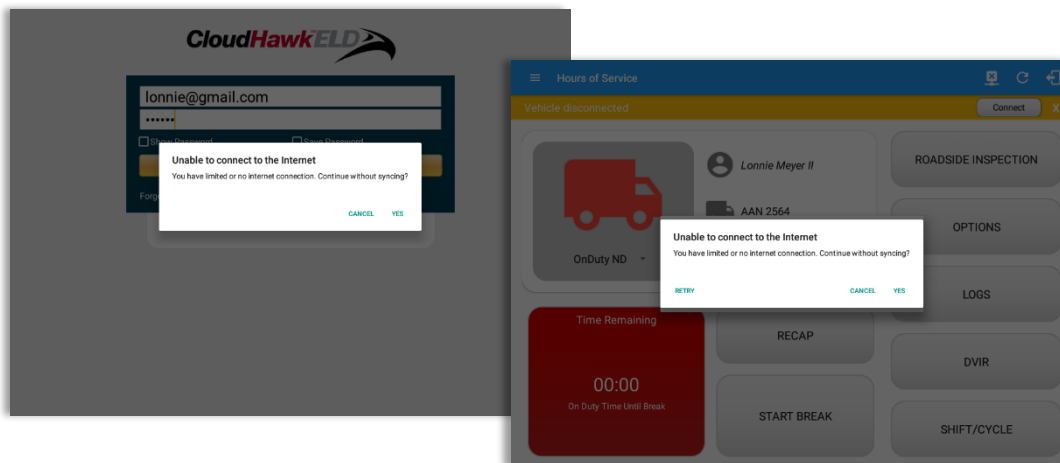 CloudHawk ELD
lonnie@gmail.com
••••••
Show Password
Save Password
Unable to connect to the Internet
You have limited or no internet connection. Continue without syncing?
CANCEL YES
Hours of Service
Vehicle disconnected
Connect X
Lonnie Meyer II
AAN 2564
OnDuty ND
Unable to connect to the Internet
You have limited or no internet connection. Continue without syncing?
RETRY CANCEL YES
Time Remaining
00:00
On Duty Time Until Break
RECAP
START BREAK
ROADSIDE INSPECTION
OPTIONS
LOGS
DVIR
SHIFT/CYCLE